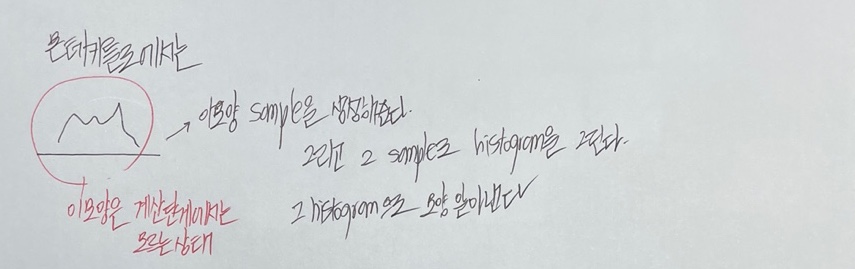 몬테카를로에서는
이모양 sample을 생성해준다.
그리고 그 sample로 histogram을 그린다.
그 histogram으로 모양 알아낸다
이모양은 계산단계에서는
모르는상태